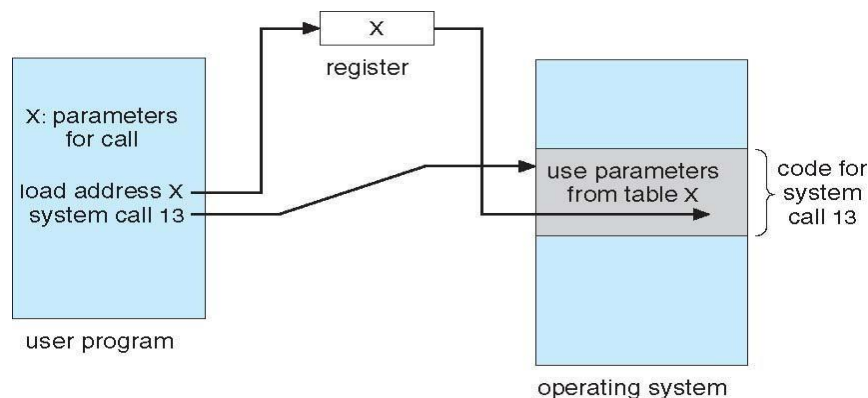 X
register
X: parameters
for call
load address X
system call 13
user program
use parameters
from table X
code for
system
call 13
operating system